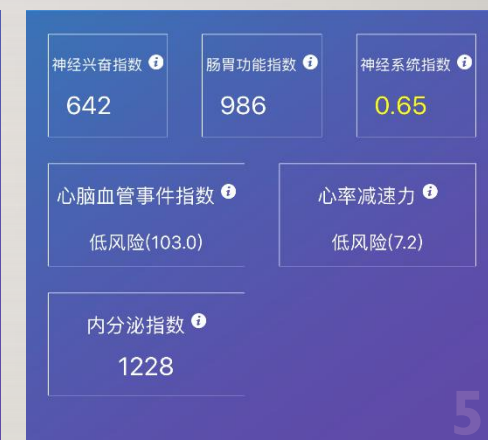 神经兴奋指数 肠胃功能指数 神经系统指数
642 986 0.65
心脑血管事件指数 心率减速力
低风险(103.0) 低风险(7.2)
内分泌指数
1228
5